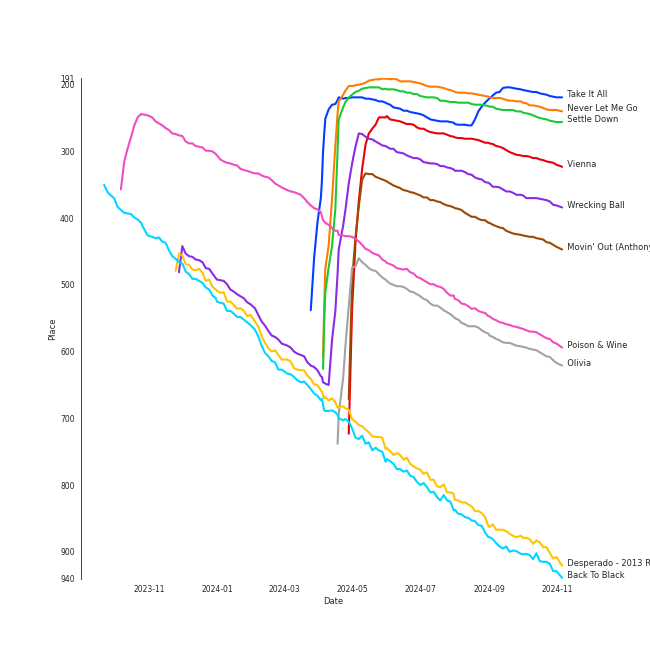 191
200
300
400
500
600
700
800
900
940
Place
2023-11
2024-01
2024-03
2024-05
2024-07
2024-09
2024-11
Date
Take It All
Never Let Me Go
Settle Down
Vienna
Wrecking Ball
Movin' Out (Anthony
Poison & Wine
Olivia
Desperado - 2013 R
Back To Black